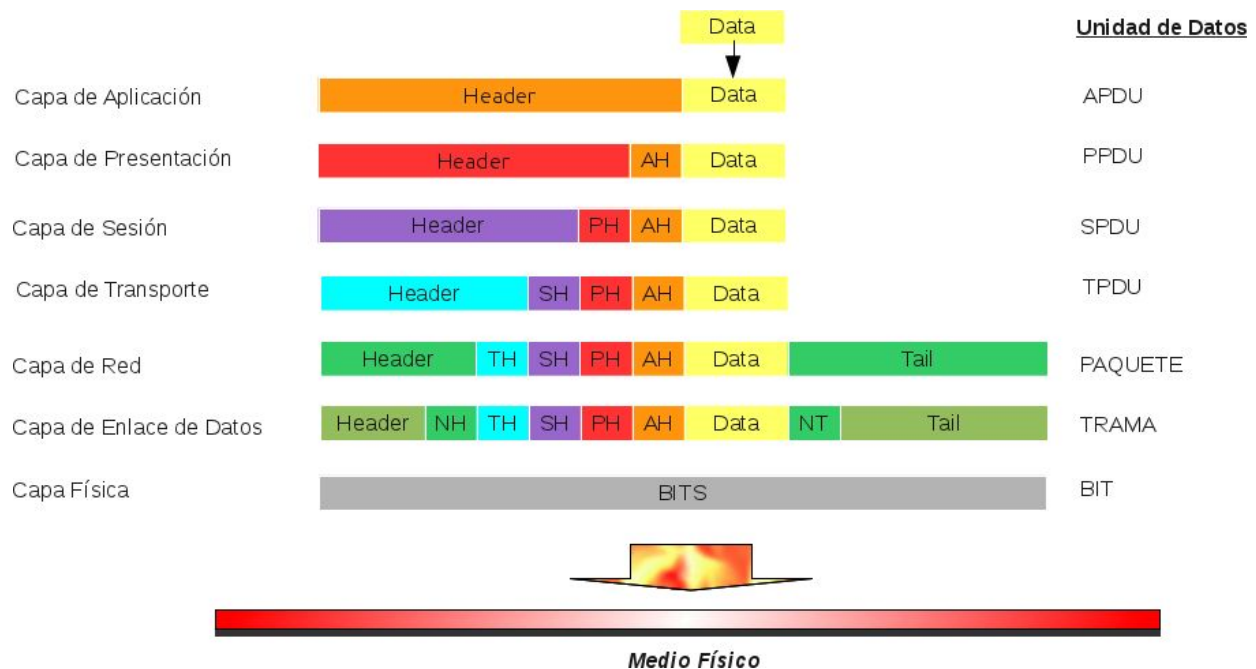 Data Unidad de Datos
Capa de Aplicación Header Data APDU
Capa de Presentación Header AH Data PPDU
Capa de Sesión Header PH AH Data SPDU
Capa de Transporte Header SH PH AH Data TPDU
Capa de Red Header TH SH PH AH Data Tail PAQUETE
Capa de Enlace de Datos Header NH TH SH PH AH Data NT Tail TRAMA
Capa Física BITS BIT
Medio Físico